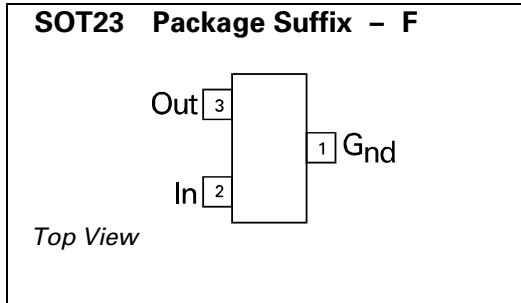 SOT23 Package Suffix – F
Out 3
1 Gnd
In 2
Top View